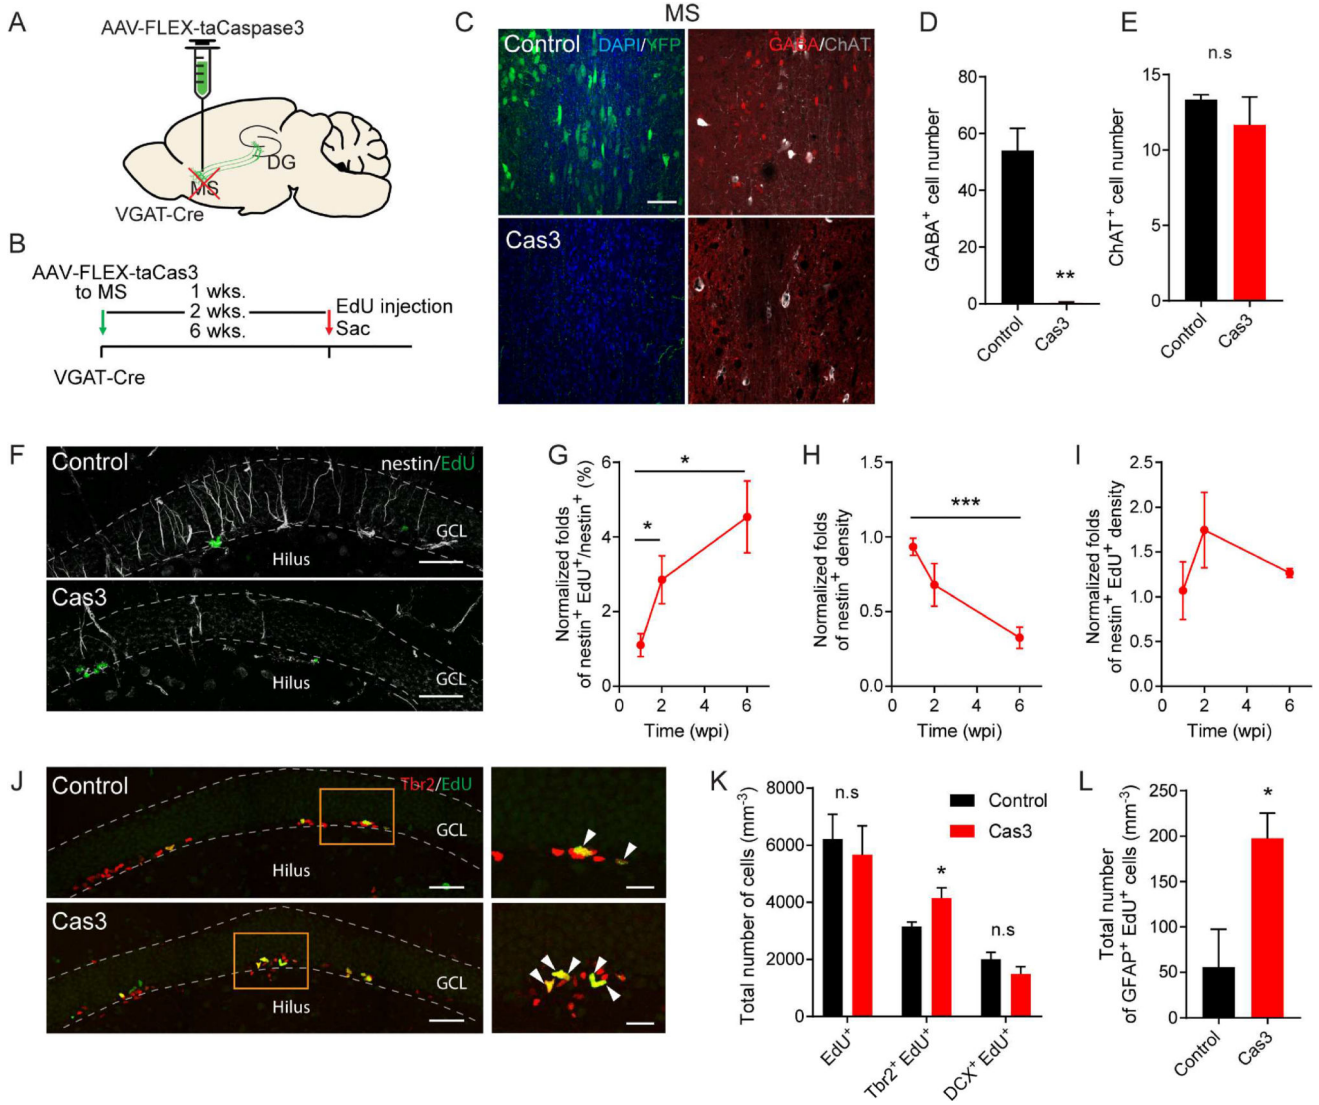 A
AAV-FLEX-taCaspase3
DG
MS
VGAT-Cre
B
AAV-FLEX-taCas3
to MS
1 wks.
2 wks.
6 wks.
EdU injection
Sac
VGAT-Cre
C
MS
Control
DAPI/YFP
GABA/ChAT
Cas3
D
GABA⁺ cell number
80
60
40
20
0
**
Control
Cas3
E
n.s
ChAT⁺ cell number
15
10
5
0
Control
Cas3
F
Control
nestin/EdU
GCL
Hilus
Cas3
GCL
Hilus
G
Normalized folds
of nestin⁺ EdU⁺/nestin⁺ (%)
6
4
2
0
*
*
0
2
4
6
Time (wpi)
H
Normalized folds
of nestin⁺ density
1.5
1.0
0.5
0.0
***
0
2
4
6
Time (wpi)
I
Normalized folds
of nestin⁺ EdU⁺ density
2.5
2.0
1.5
1.0
0.5
0.0
0
2
4
6
Time (wpi)
J
Control
Tbr2/EdU
GCL
Hilus
Cas3
GCL
Hilus
K
Total number of cells (mm⁻³)
8000
6000
4000
2000
0
n.s
*
n.s
Control
Cas3
EdU⁺
Tbr2⁺ EdU⁺
DCX⁺ EdU⁺
L
Total number
of GFAP⁺ EdU⁺ cells (mm⁻³)
250
200
150
100
50
0
*
Control
Cas3